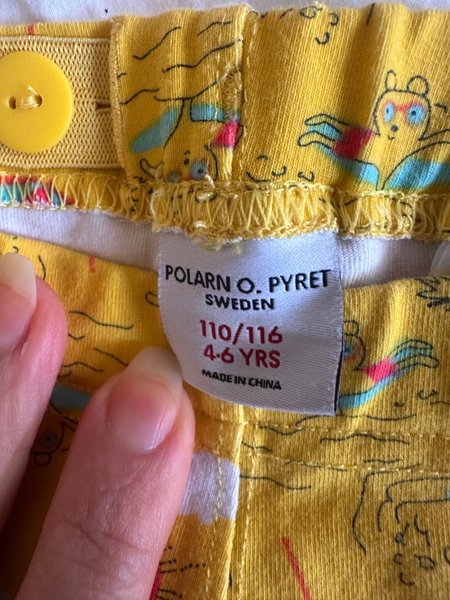 POLARN O. PYRET
SWEDEN
110/116
4-6 YRS
MADE IN CHINA